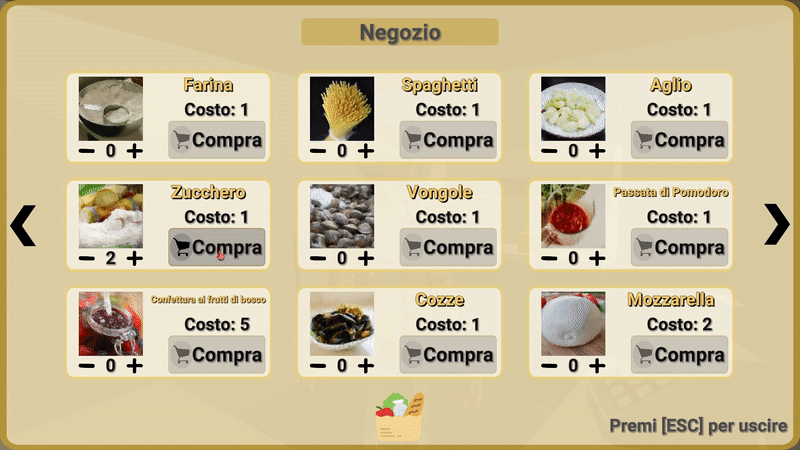 Negozio
Farina
Costo: 1
Compra
− 0 +
Spaghetti
Costo: 1
Compra
− 0 +
Aglio
Costo: 1
Compra
− 0 +
Zucchero
Costo: 1
Compra
− 2 +
Vongole
Costo: 1
Compra
− 0 +
Passata di Pomodoro
Costo: 1
Compra
− 0 +
Confettura ai frutti di bosco
Costo: 5
Compra
− 0 +
Cozze
Costo: 1
Compra
− 0 +
Mozzarella
Costo: 2
Compra
− 0 +
Premi [ESC] per uscire